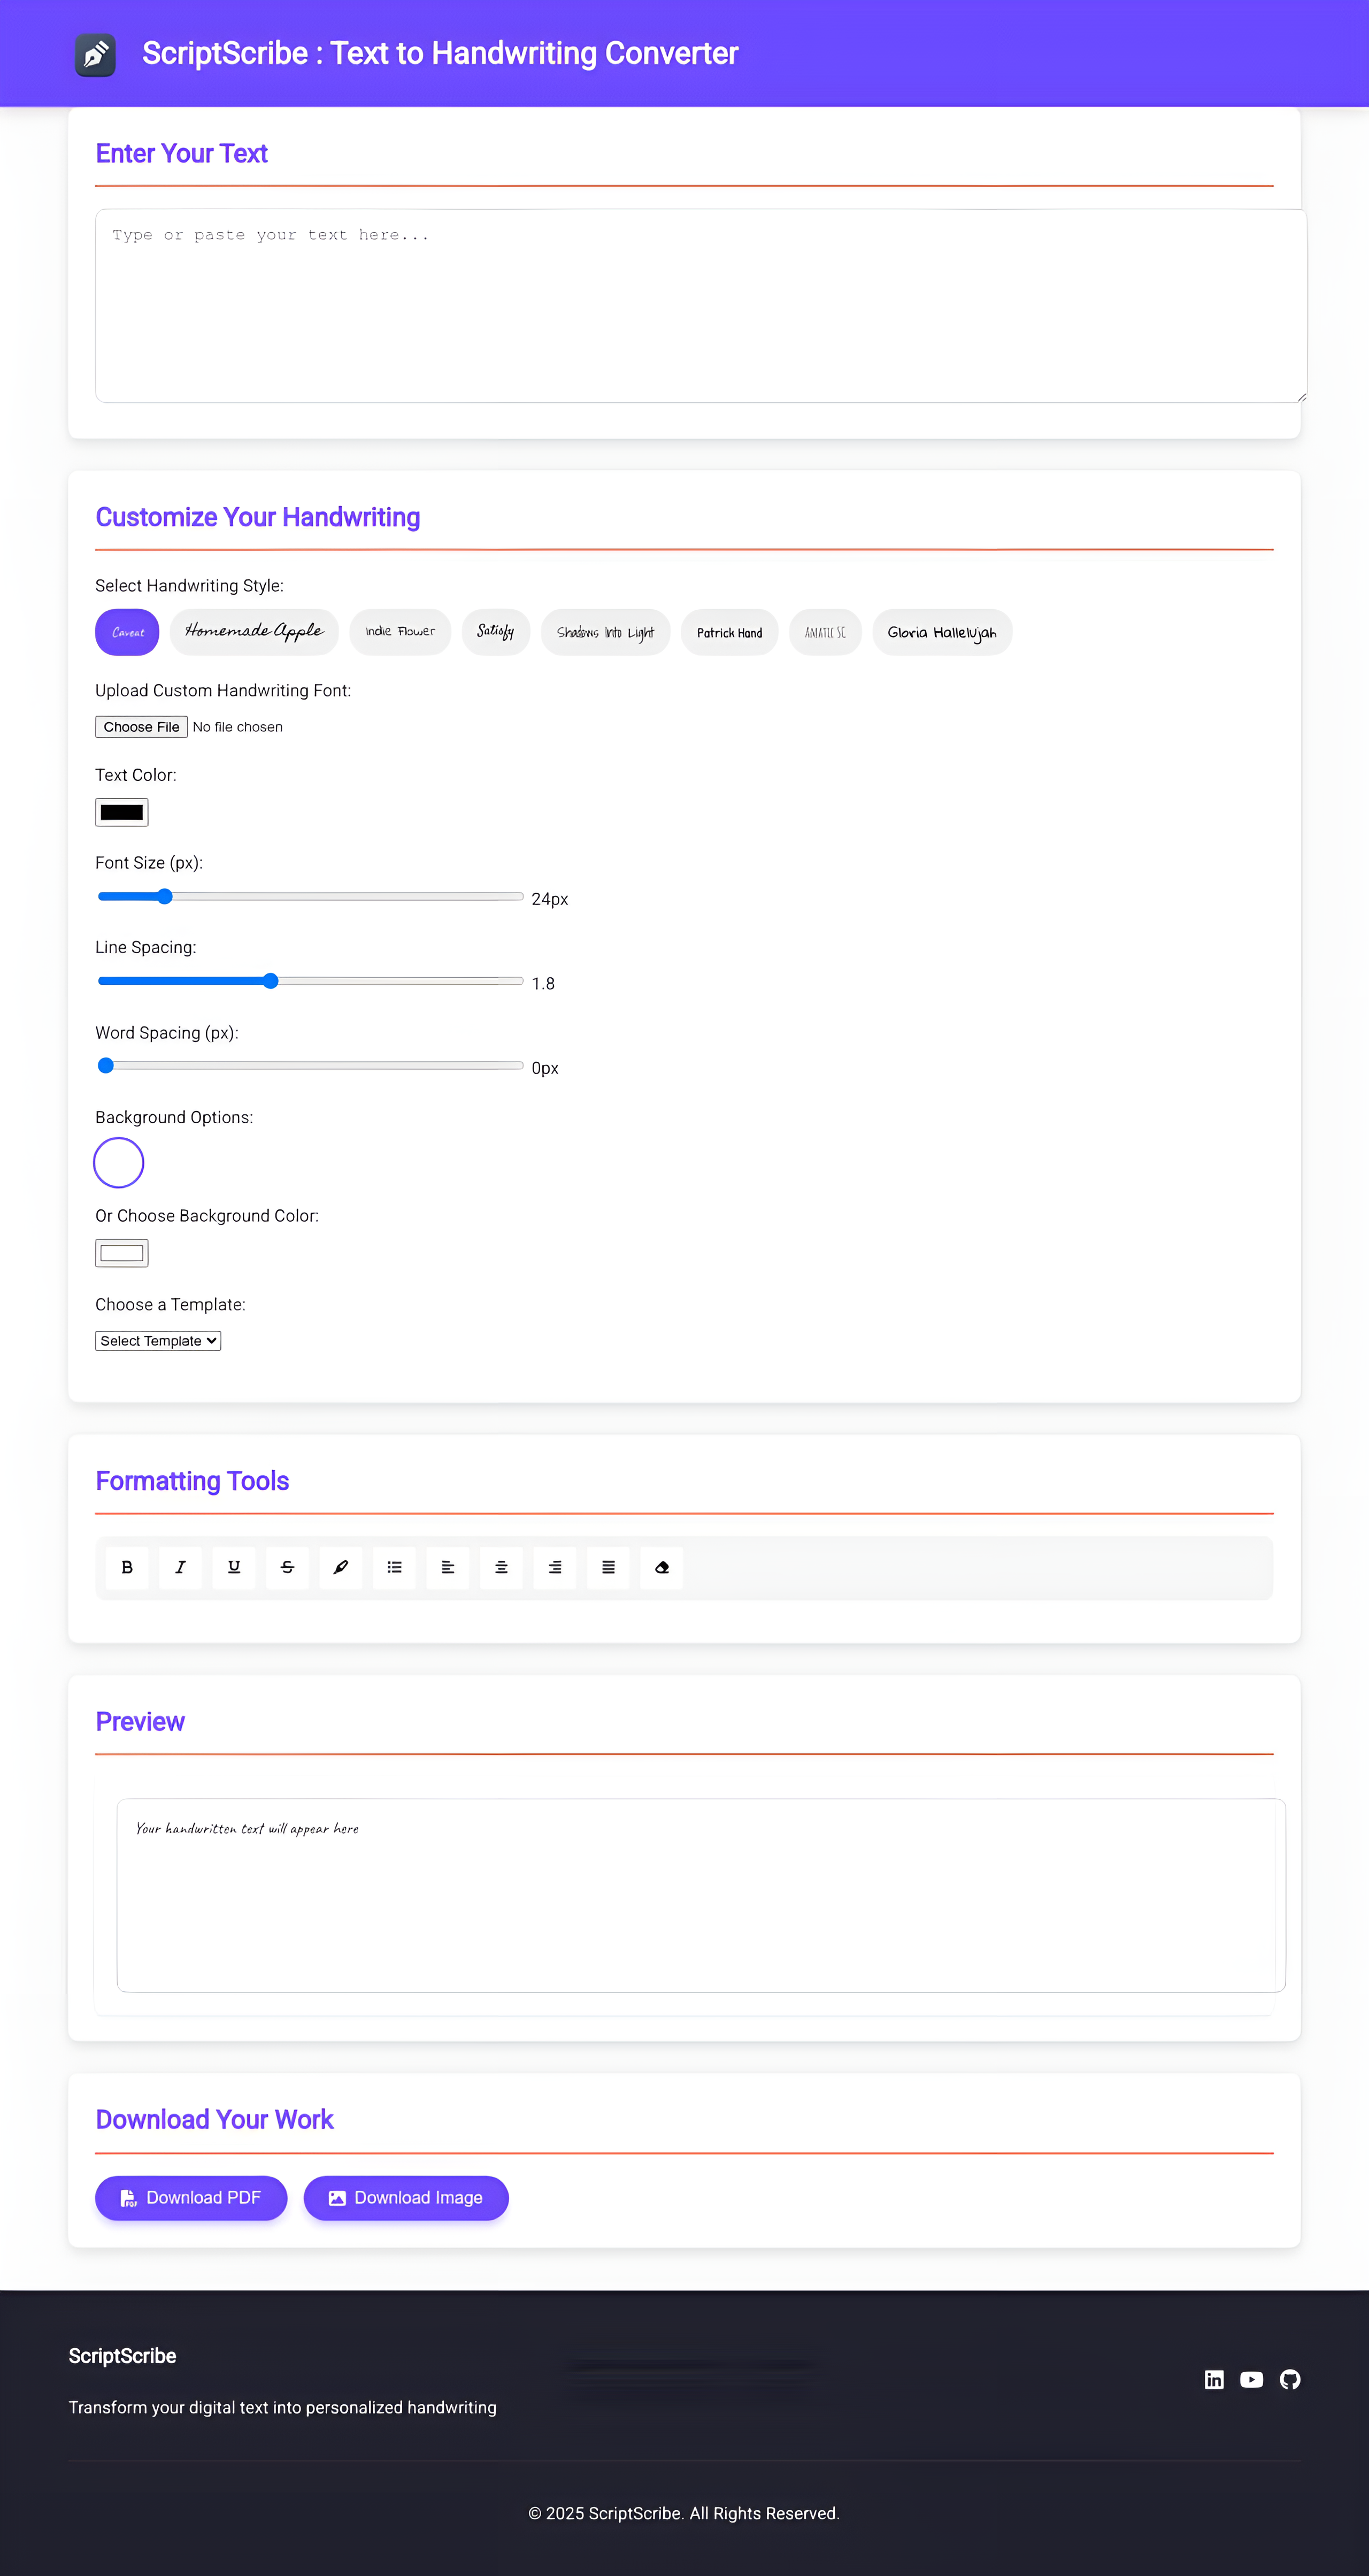 ScriptScribe : Text to Handwriting Converter
Enter Your Text
Type or paste your text here...
Customize Your Handwriting
Select Handwriting Style:
Caveat Homemade Apple Indie Flower Satisfy Shadows Into Light Patrick Hand AMATIC SC Gloria Hallelujah
Upload Custom Handwriting Font:
Choose File No file chosen
Text Color:
Font Size (px):
24px
Line Spacing:
1.8
Word Spacing (px):
0px
Background Options:
Or Choose Background Color:
Choose a Template:
Select Template
Formatting Tools
B I U S
Preview
Your handwritten text will appear here
Download Your Work
Download PDF Download Image
ScriptScribe
Transform your digital text into personalized handwriting
© 2025 ScriptScribe. All Rights Reserved.